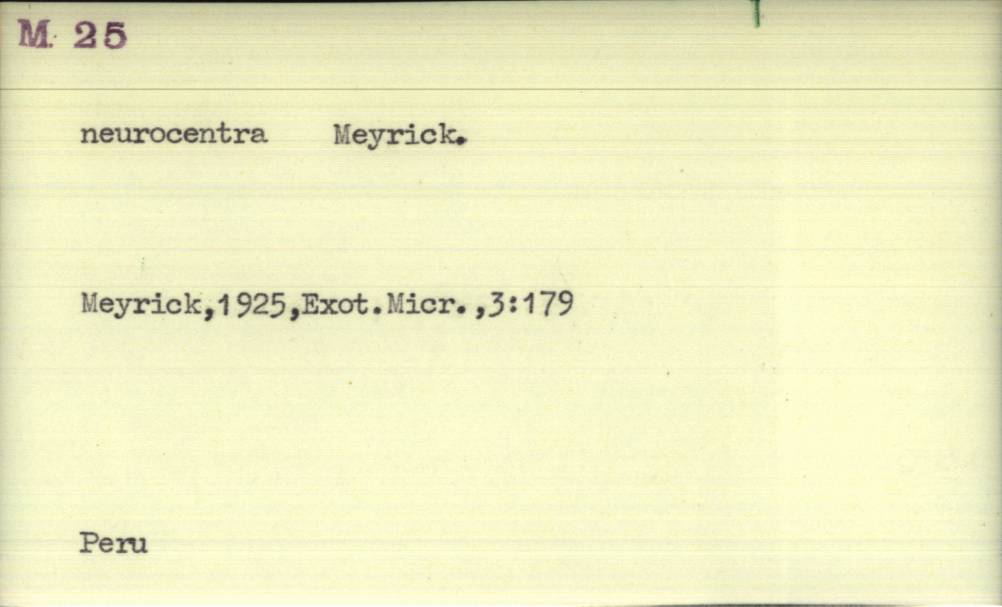 M. 25
neurocentra Meyrick.
Meyrick,1925,Exot.Micr.,3:179
Peru